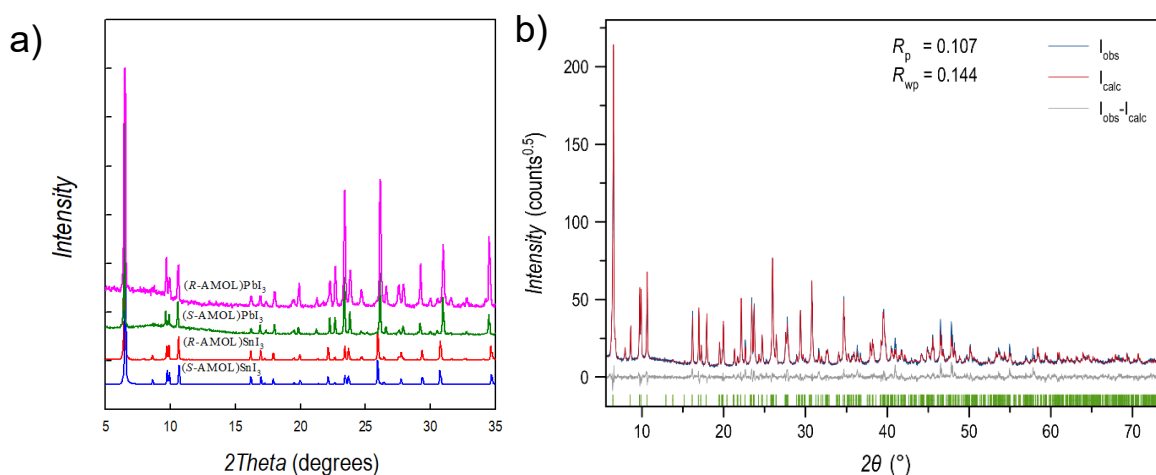 a)
Intensity
(R-AMOL)PbI3
(S-AMOL)PbI3
(R-AMOL)SnI3
(S-AMOL)SnI3
5 10 15 20 25 30 35
2Theta (degrees)
b)
Rp = 0.107
Rwp = 0.144
Iobs
Icalc
Iobs-Icalc
Intensity (counts0.5)
200
150
100
50
0
10 20 30 40 50 60 70
2θ (°)